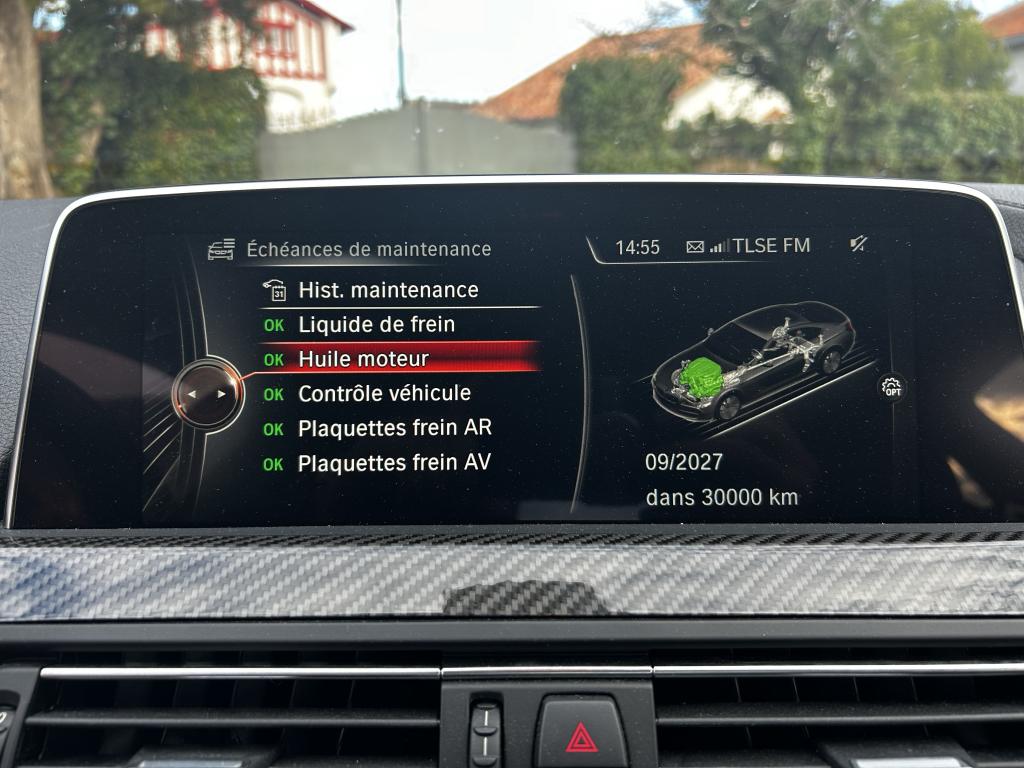 Échéances de maintenance
14:55 TLSE FM
31 Hist. maintenance
OK Liquide de frein
OK Huile moteur
OK Contrôle véhicule
OK Plaquettes frein AR
OK Plaquettes frein AV
OPT
09/2027
dans 30000 km